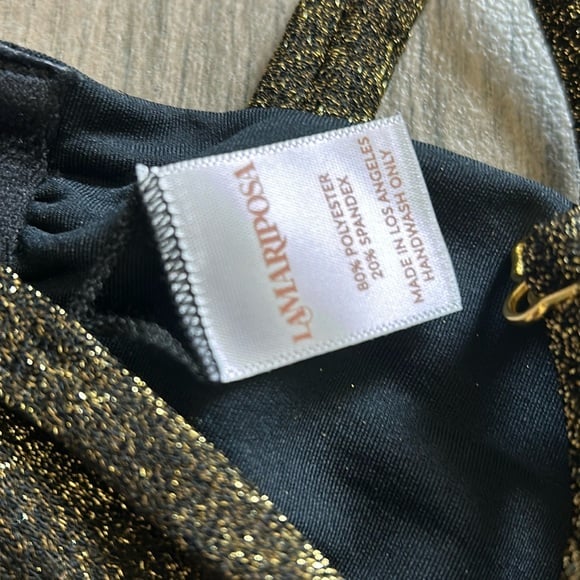 LAMARIPOSA
80% POLYESTER
20% SPANDEX
MADE IN LOS ANGELES
HANDWASH ONLY